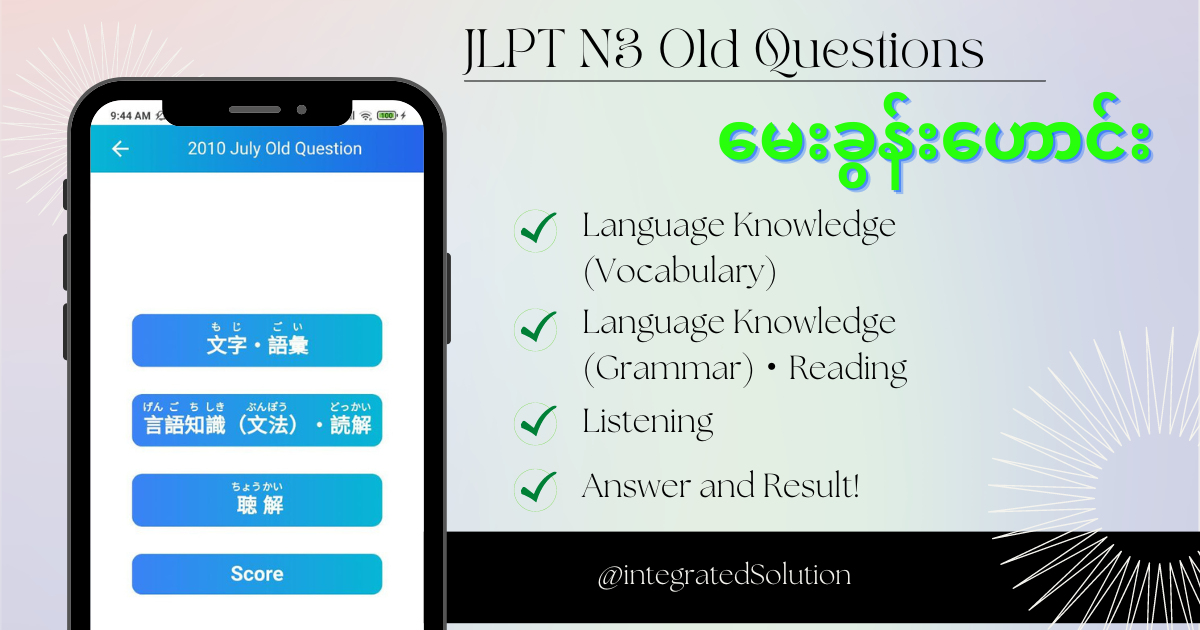 JLPT N3 Old Questions
မေးခွန်းဟောင်း
Language Knowledge
(Vocabulary)
Language Knowledge
(Grammar) • Reading
Listening
Answer and Result!
@integratedSolution
9:44 AM
100
2010 July Old Question
もじ ごい
文字・語彙
げんごちしき ぶんぽう どっかい
言語知識（文法）・読解
ちょうかい
聴解
Score